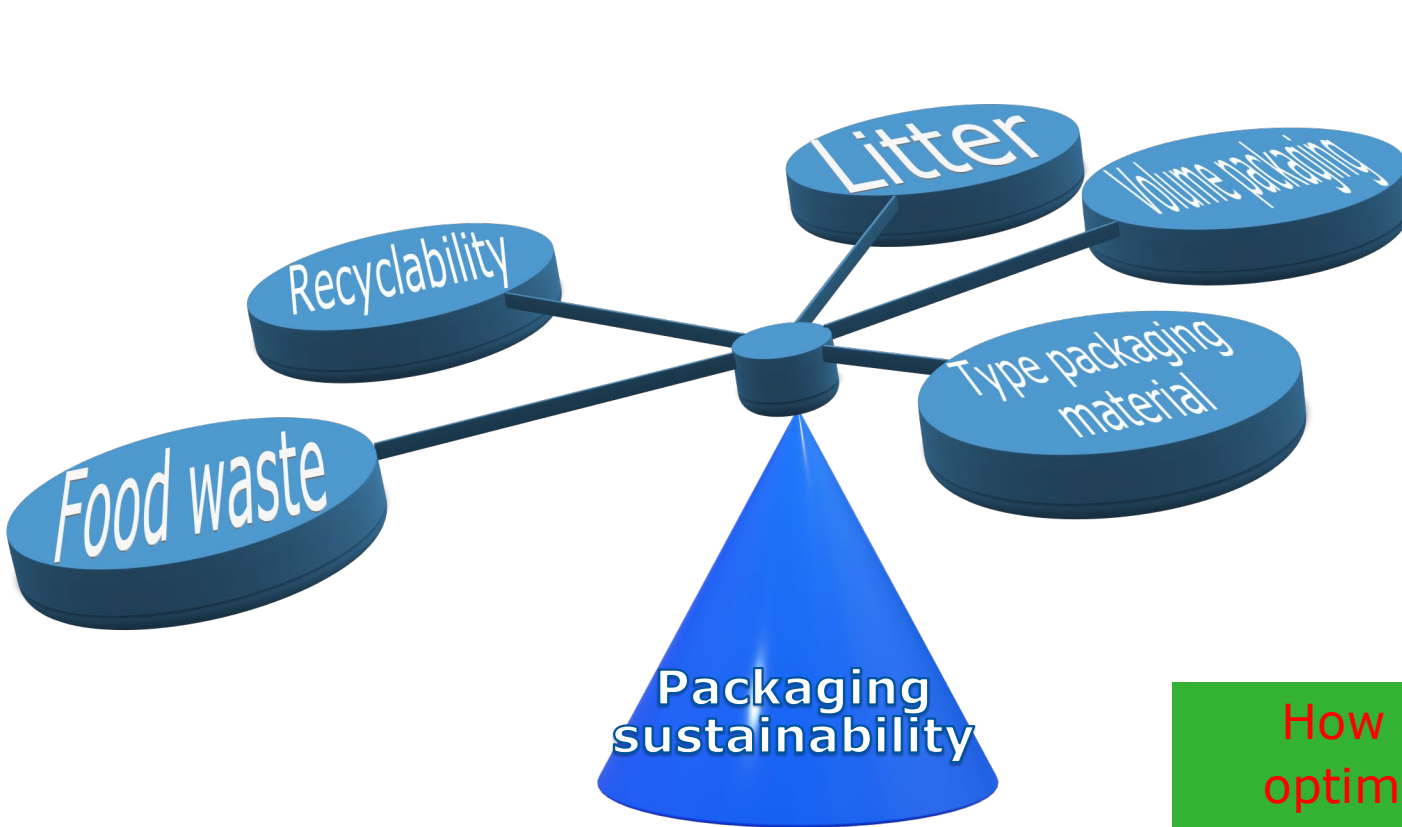 Litter
Volume packaging
Recyclability
Type packaging
material
Food waste
Packaging
sustainability
How
optim